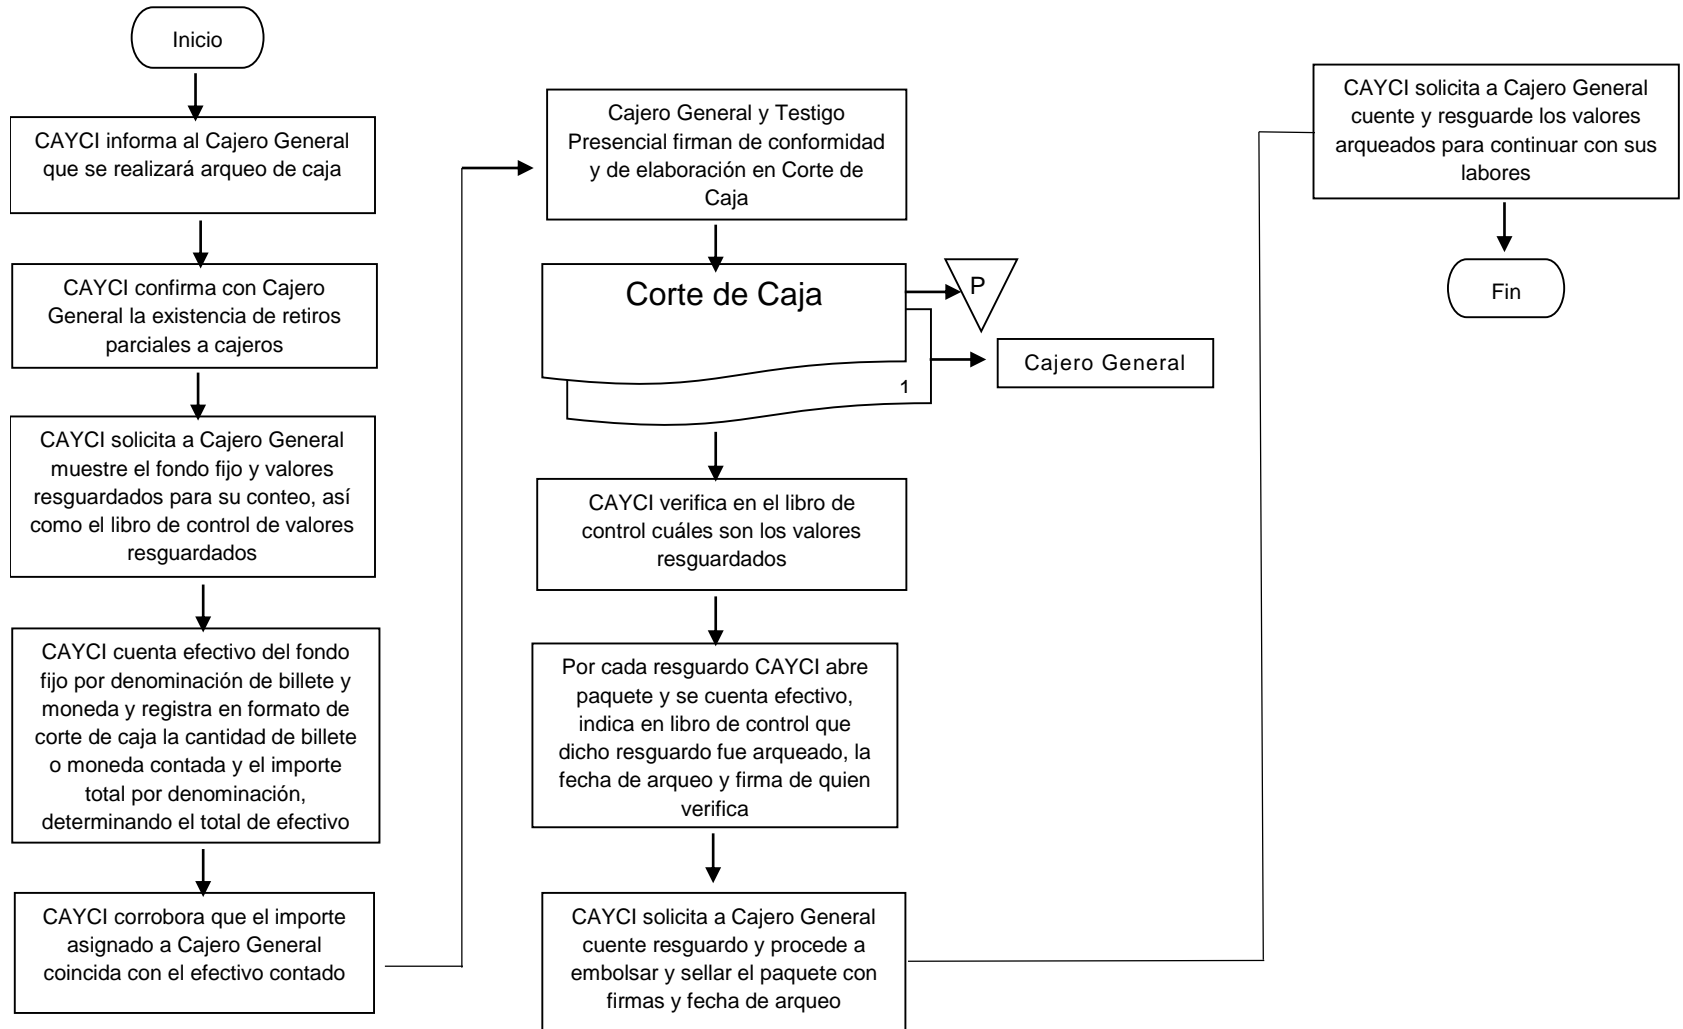 Inicio
CAYCI informa al Cajero General
que se realizará arqueo de caja
CAYCI confirma con Cajero
General la existencia de retiros
parciales a cajeros
CAYCI solicita a Cajero General
muestre el fondo fijo y valores
resguardados para su conteo, así
como el libro de control de valores
resguardados
CAYCI cuenta efectivo del fondo
fijo por denominación de billete y
moneda y registra en formato de
corte de caja la cantidad de billete
o moneda contada y el importe
total por denominación,
determinando el total de efectivo
CAYCI corrobora que el importe
asignado a Cajero General
coincida con el efectivo contado
Cajero General y Testigo
Presencial firman de conformidad
y de elaboración en Corte de
Caja
Corte de Caja
P
1
Cajero General
CAYCI verifica en el libro de
control cuáles son los valores
resguardados
Por cada resguardo CAYCI abre
paquete y se cuenta efectivo,
indica en libro de control que
dicho resguardo fue arqueado, la
fecha de arqueo y firma de quien
verifica
CAYCI solicita a Cajero General
cuente resguardo y procede a
embolsar y sellar el paquete con
firmas y fecha de arqueo
CAYCI solicita a Cajero General
cuente y resguarde los valores
arqueados para continuar con sus
labores
Fin